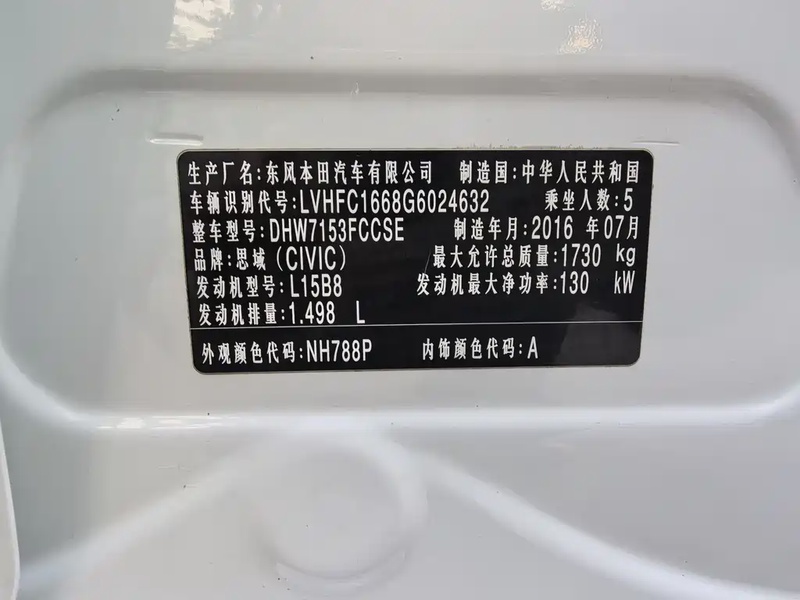 生产厂名:东风本田汽车有限公司 制造国:中华人民共和国
车辆识别代号:LVHFC1668G6024632 乘坐人数:5
整车型号:DHW7153FCCSE 制造年月:2016 年07月
品牌:思域(CIVIC) 最大允许总质量:1730 kg
发动机型号:L15B8 发动机最大净功率:130 kW
发动机排量:1.498 L
外观颜色代码:NH788P 内饰颜色代码:A